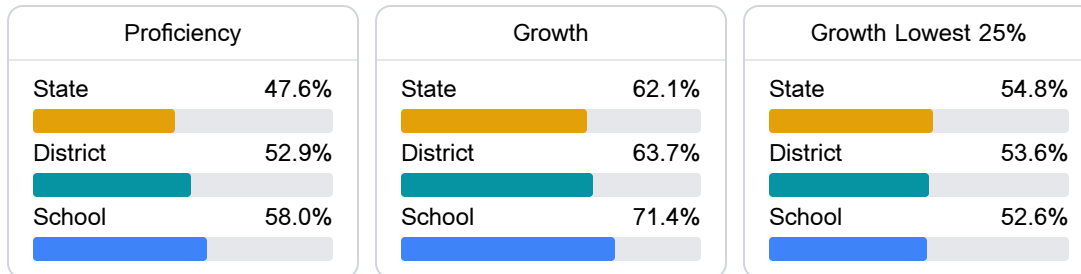 Proficiency
State 47.6%
District 52.9%
School 58.0%
Growth
State 62.1%
District 63.7%
School 71.4%
Growth Lowest 25%
State 54.8%
District 53.6%
School 52.6%